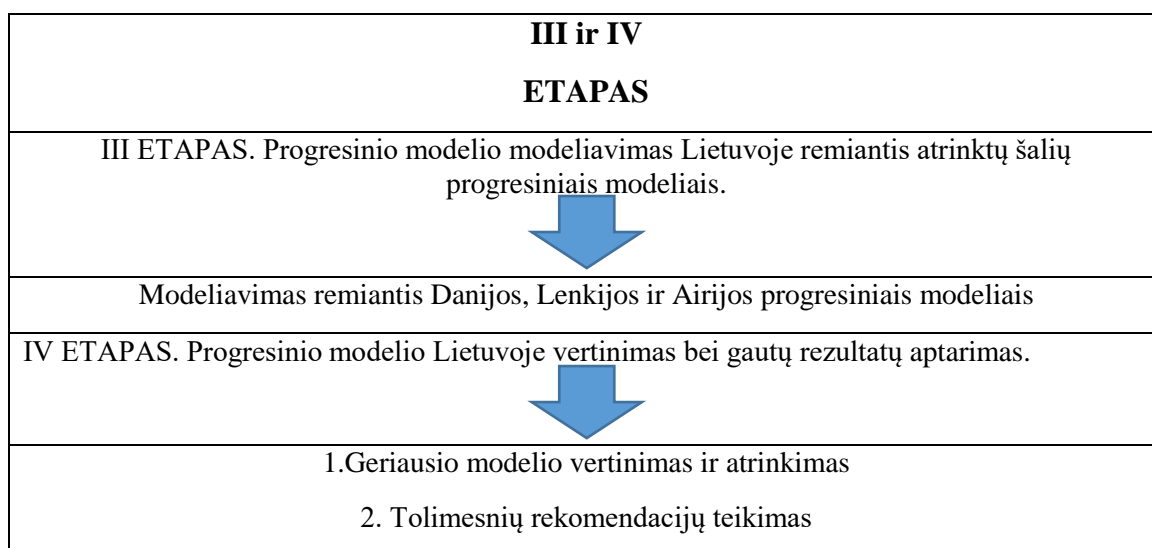 III ir IV
ETAPAS
III ETAPAS. Progresinio modelio modeliavimas Lietuvoje remiantis atrinktų šalių
progresiniais modeliais.
Modeliavimas remiantis Danijos, Lenkijos ir Airijos progresiniais modeliais
IV ETAPAS. Progresinio modelio Lietuvoje vertinimas bei gautų rezultatų aptarimas.
1.Geriausio modelio vertinimas ir atrinkimas
2. Tolimesnių rekomendacijų teikimas